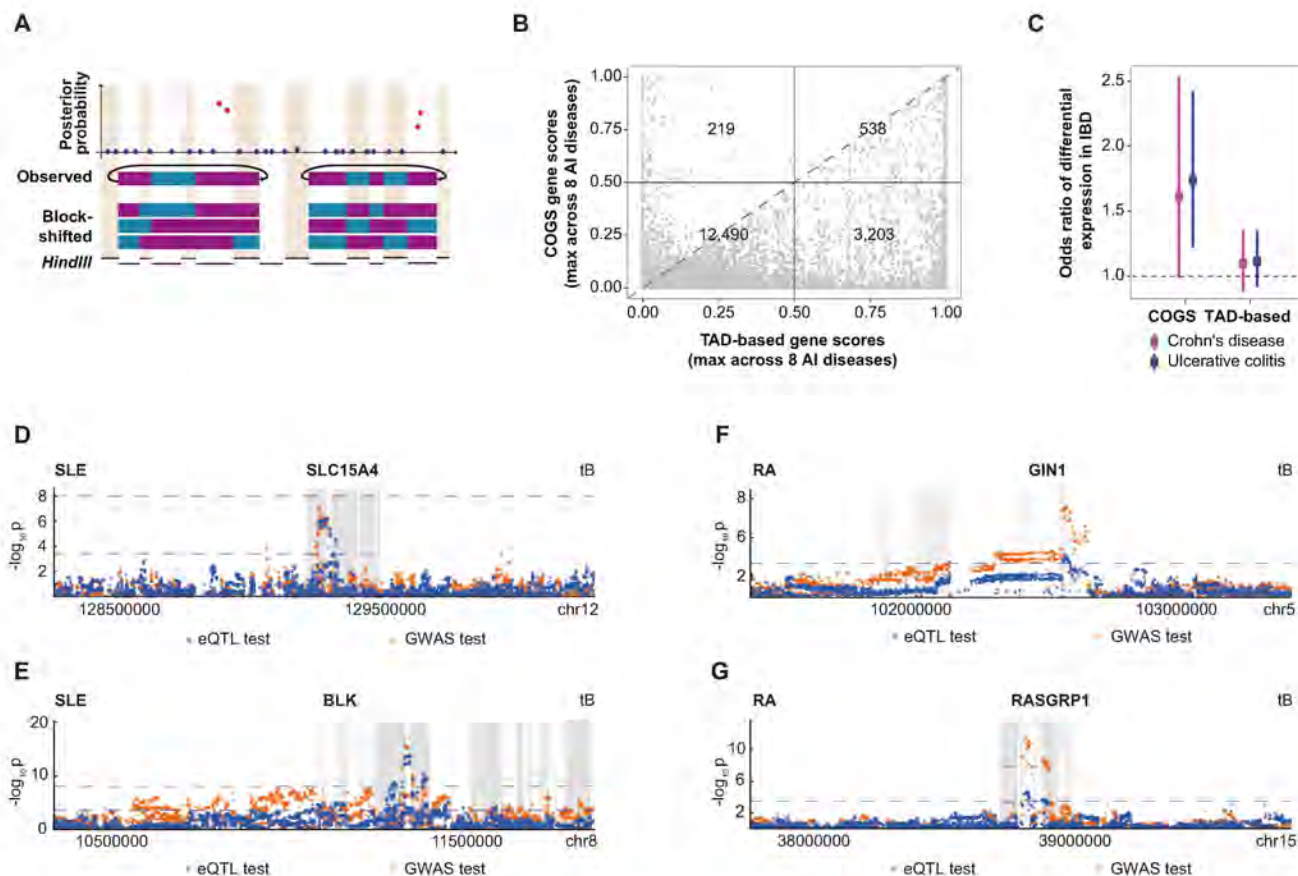 A
Posterior
probability
Observed
Block-
shifted
HindIII
B
COGS gene scores
(max across 8 AI diseases)
1.00
0.75
0.50
0.25
0.00
219
538
12,490
3,203
0.00 0.25 0.50 0.75 1.00
TAD-based gene scores
(max across 8 AI diseases)
C
Odds ratio of differential
expression in IBD
2.5
2.0
1.5
1.0
COGS TAD-based
Crohn's disease
Ulcerative colitis
D
SLE SLC15A4 tB
-log10p
8
6
4
2
128500000 129500000 chr12
eQTL test GWAS test
E
SLE BLK tB
-log10p
20
10
0
10500000 11500000 chr8
eQTL test GWAS test
F
RA GIN1 tB
-log10p
8
6
2
102000000 103000000 chr5
eQTL test GWAS test
G
RA RASGRP1 tB
-log10p
10
6
2
38000000 39000000 chr15
eQTL test GWAS test